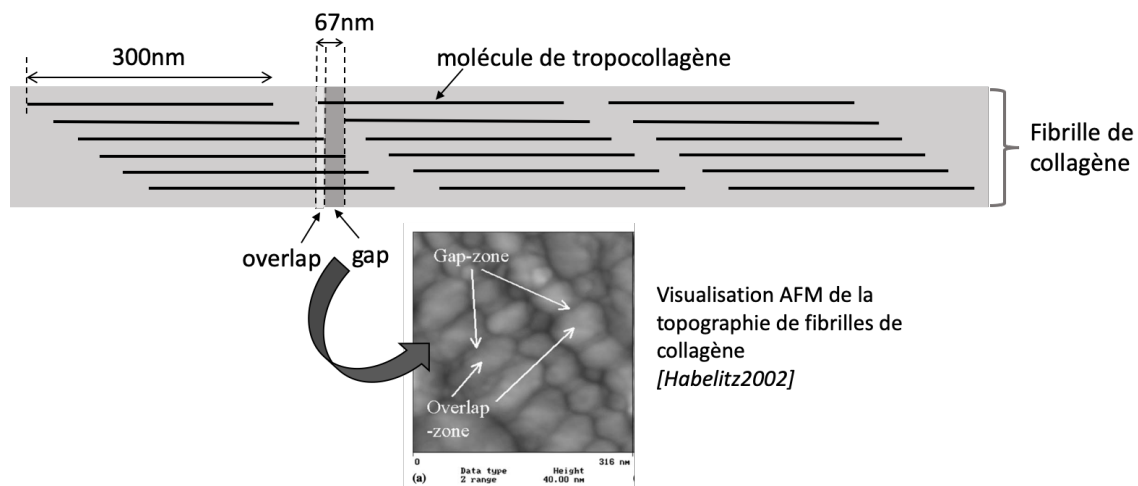 67nm
300nm
molécule de tropocollagène
Fibrille de
collagène
overlap
gap
Gap-zone
Visualisation AFM de la
topographie de fibrilles de
collagène
[Habelitz2002]
Overlap
-zone
0
316 nm
(a)
Data type
Height
Z range
40.00 nm